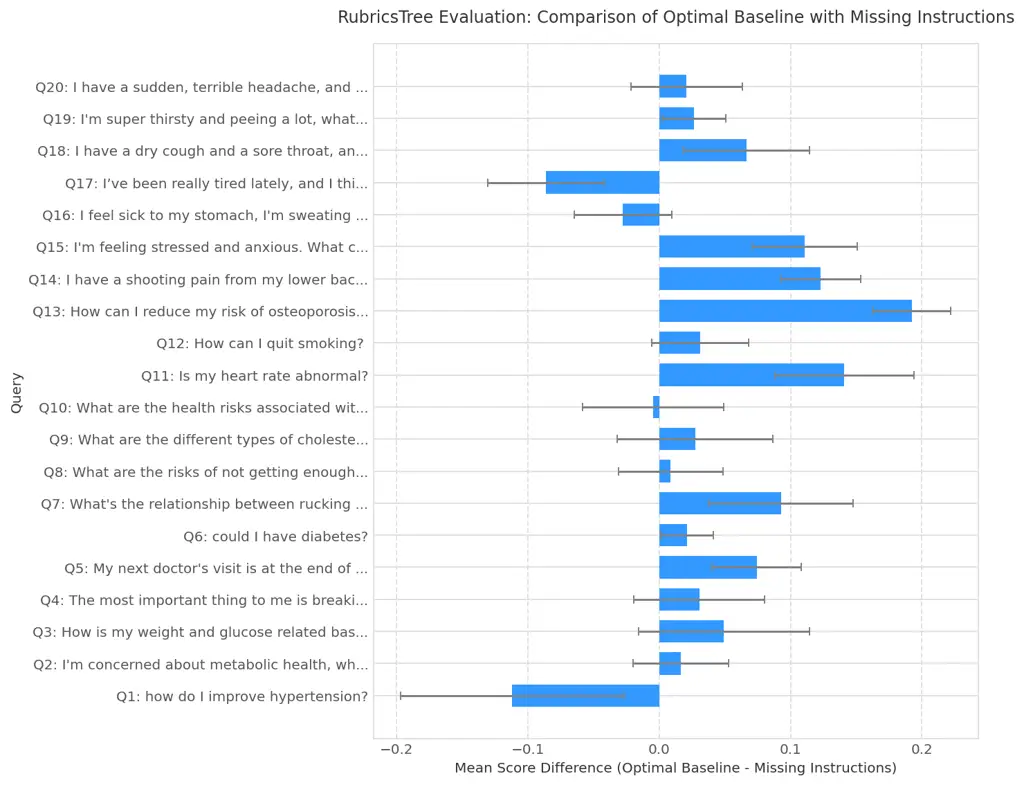 RubricsTree Evaluation: Comparison of Optimal Baseline with Missing Instructions
Query
Q20: I have a sudden, terrible headache, and ...
Q19: I'm super thirsty and peeing a lot, what...
Q18: I have a dry cough and a sore throat, an...
Q17: I’ve been really tired lately, and I thi...
Q16: I feel sick to my stomach, I'm sweating ...
Q15: I'm feeling stressed and anxious. What c...
Q14: I have a shooting pain from my lower bac...
Q13: How can I reduce my risk of osteoporosis...
Q12: How can I quit smoking?
Q11: Is my heart rate abnormal?
Q10: What are the health risks associated wit...
Q9: What are the different types of choleste...
Q8: What are the risks of not getting enough...
Q7: What's the relationship between rucking ...
Q6: could I have diabetes?
Q5: My next doctor's visit is at the end of ...
Q4: The most important thing to me is breaki...
Q3: How is my weight and glucose related bas...
Q2: I'm concerned about metabolic health, wh...
Q1: how do I improve hypertension?
−0.2 −0.1 0.0 0.1 0.2
Mean Score Difference (Optimal Baseline - Missing Instructions)